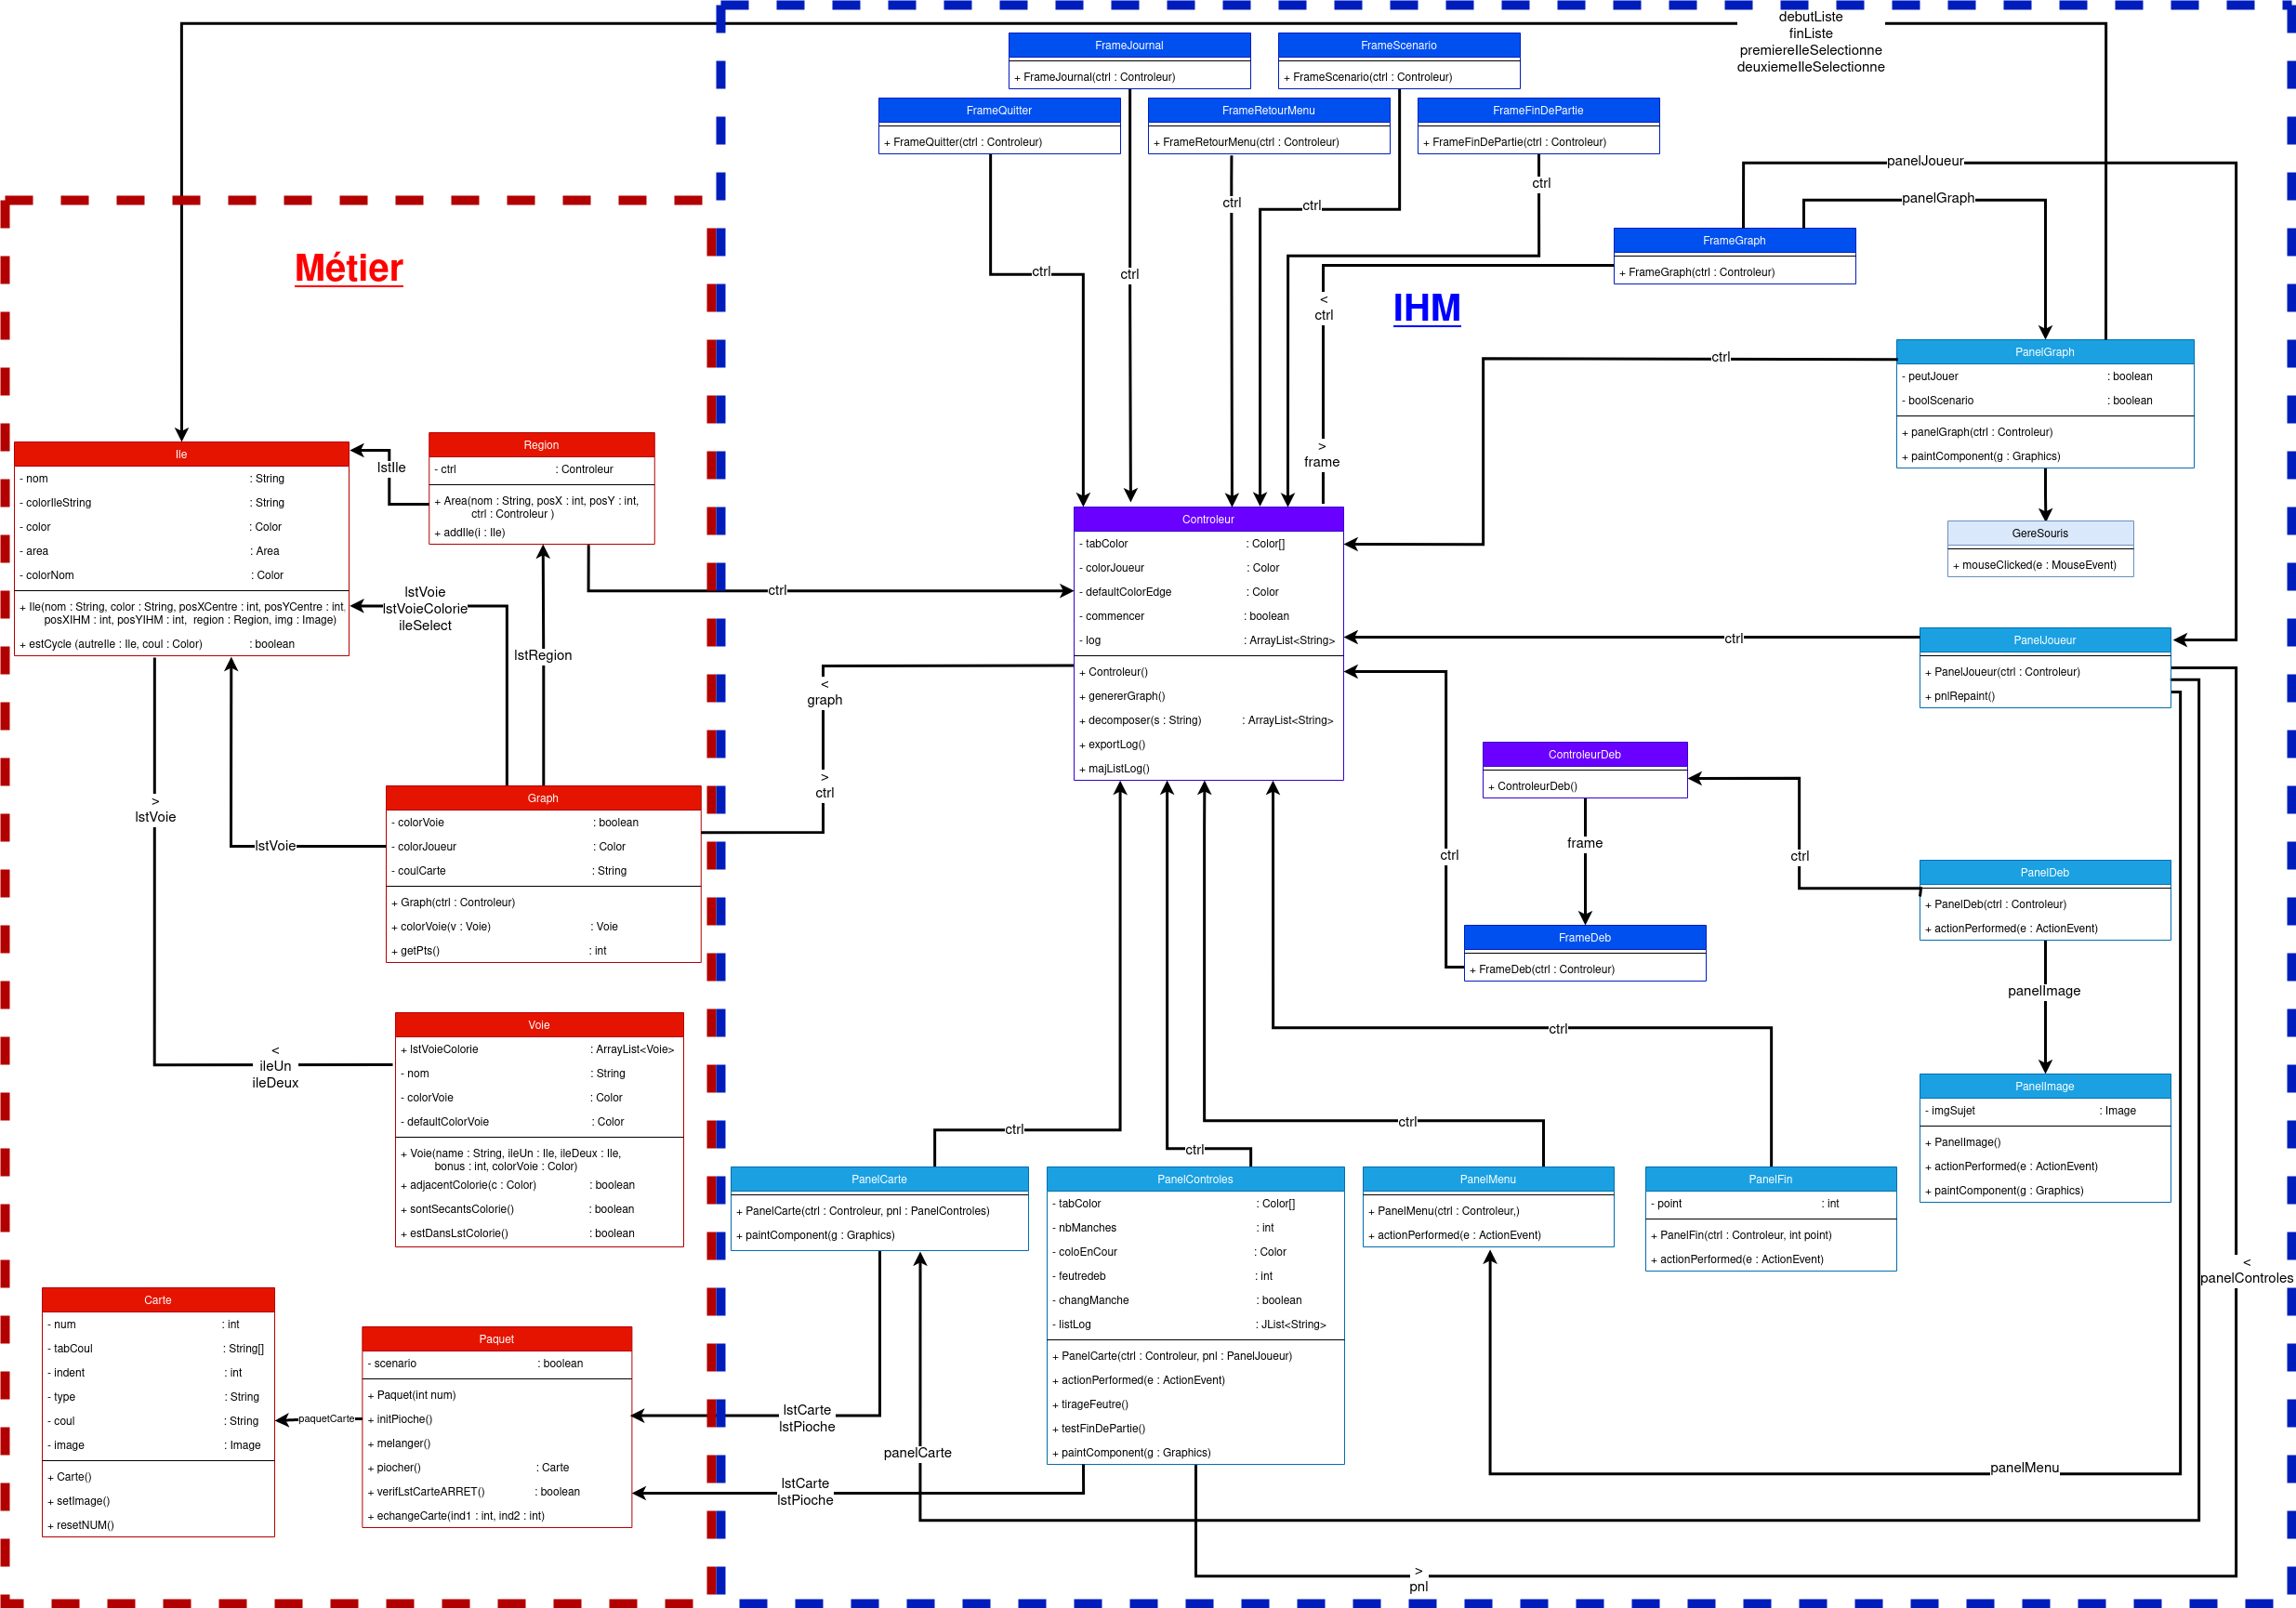 debutListe
finListe
premiereIleSelectionne
deuxiemeIleSelectionne
FrameJournal
+ FrameJournal(ctrl : Controleur)
FrameScenario
+ FrameScenario(ctrl : Controleur)
FrameQuitter
+ FrameQuitter(ctrl : Controleur)
FrameRetourMenu
+ FrameRetourMenu(ctrl : Controleur)
FrameFinDePartie
+ FrameFinDePartie(ctrl : Controleur)
panelJoueur
panelGraph
ctrl
ctrl
ctrl
ctrl
ctrl
FrameGraph
+ FrameGraph(ctrl : Controleur)
Métier
IHM
<
ctrl
>
frame
ctrl
PanelGraph
- peutJouer : boolean
- boolScenario : boolean
+ panelGraph(ctrl : Controleur)
+ paintComponent(g : Graphics)
GereSouris
+ mouseClicked(e : MouseEvent)
Ile
- nom : String
- colorIleString : String
- color : Color
- area : Area
- colorNom : Color
+ Ile(nom : String, color : String, posXCentre : int, posYCentre : int,
posXIHM : int, posYIHM : int, region : Region, img : Image)
+ estCycle (autreIle : Ile, coul : Color) : boolean
lstIle
Region
- ctrl : Controleur
+ Area(nom : String, posX : int, posY : int,
ctrl : Controleur )
+ addIle(i : Ile)
ctrl
lstVoie
lstVoieColorie
ileSelect
lstRegion
Controleur
- tabColor : Color[]
- colorJoueur : Color
- defaultColorEdge : Color
- commencer : boolean
- log : ArrayList<String>
+ Controleur()
+ genererGraph()
+ decomposer(s : String) : ArrayList<String>
+ exportLog()
+ majListLog()
ctrl
PanelJoueur
+ PanelJoueur(ctrl : Controleur)
+ pnlRepaint()
<
graph
>
ctrl
ControleurDeb
+ ControleurDeb()
frame
ctrl
ctrl
>
lstVoie
lstVoie
Graph
- colorVoie : boolean
- colorJoueur : Color
- coulCarte : String
+ Graph(ctrl : Controleur)
+ colorVoie(v : Voie) : Voie
+ getPts() : int
FrameDeb
+ FrameDeb(ctrl : Controleur)
PanelDeb
+ PanelDeb(ctrl : Controleur)
+ actionPerformed(e : ActionEvent)
panelImage
<
ileUn
ileDeux
Voie
+ lstVoieColorie : ArrayList<Voie>
- nom : String
- colorVoie : Color
- defaultColorVoie : Color
+ Voie(name : String, ileUn : Ile, ileDeux : Ile,
bonus : int, colorVoie : Color)
+ adjacentColorie(c : Color) : boolean
+ sontSecantsColorie() : boolean
+ estDansLstColorie() : boolean
ctrl
ctrl
ctrl
ctrl
PanelImage
- imgSujet : Image
+ PanelImage()
+ actionPerformed(e : ActionEvent)
+ paintComponent(g : Graphics)
PanelCarte
+ PanelCarte(ctrl : Controleur, pnl : PanelControles)
+ paintComponent(g : Graphics)
PanelControles
- tabColor : Color[]
- nbManches : int
- coloEnCour : Color
- feutredeb : int
- changManche : boolean
- listLog : JList<String>
+ PanelCarte(ctrl : Controleur, pnl : PanelJoueur)
+ actionPerformed(e : ActionEvent)
+ tirageFeutre()
+ testFinDePartie()
+ paintComponent(g : Graphics)
PanelMenu
+ PanelMenu(ctrl : Controleur,)
+ actionPerformed(e : ActionEvent)
PanelFin
- point : int
+ PanelFin(ctrl : Controleur, int point)
+ actionPerformed(e : ActionEvent)
<
panelControles
Carte
- num : int
- tabCoul : String[]
- indent : int
- type : String
- coul : String
- image : Image
+ Carte()
+ setImage()
+ resetNUM()
paquetCarte
Paquet
- scenario : boolean
+ Paquet(int num)
+ initPioche()
+ melanger()
+ piocher() : Carte
+ verifLstCarteARRET() : boolean
+ echangeCarte(ind1 : int, ind2 : int)
lstCarte
lstPioche
panelCarte
lstCarte
lstPioche
panelMenu
>
pnl